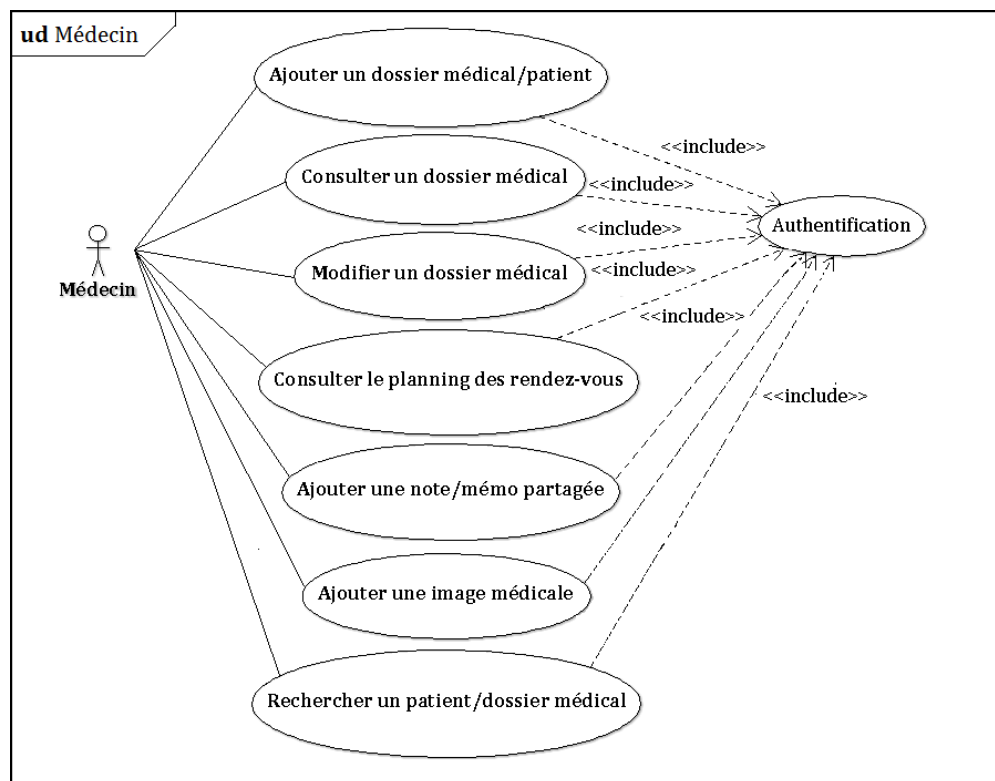 ud Médecin
Ajouter un dossier médical/patient
<<include>>
Consulter un dossier médical
<<include>>
Authentification
<<include>>
Modifier un dossier médical
<<include>>
Médecin
<<include>>
Consulter le planning des rendez-vous
<<include>>
Ajouter une note/mémo partagée
Ajouter une image médicale
Rechercher un patient/dossier médical